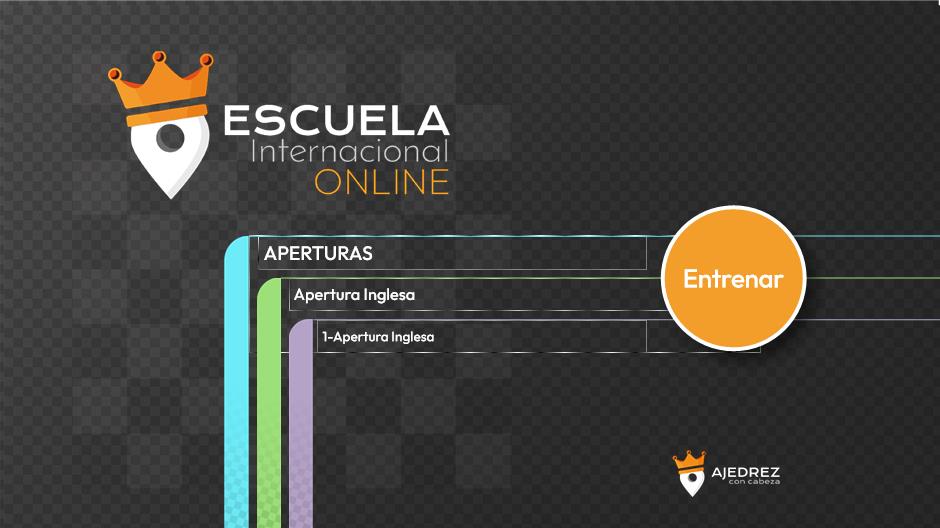 ESCUELA
Internacional
ONLINE
APERTURAS
Entrenar
Apertura Inglesa
1-Apertura Inglesa
AJEDREZ
con cabeza